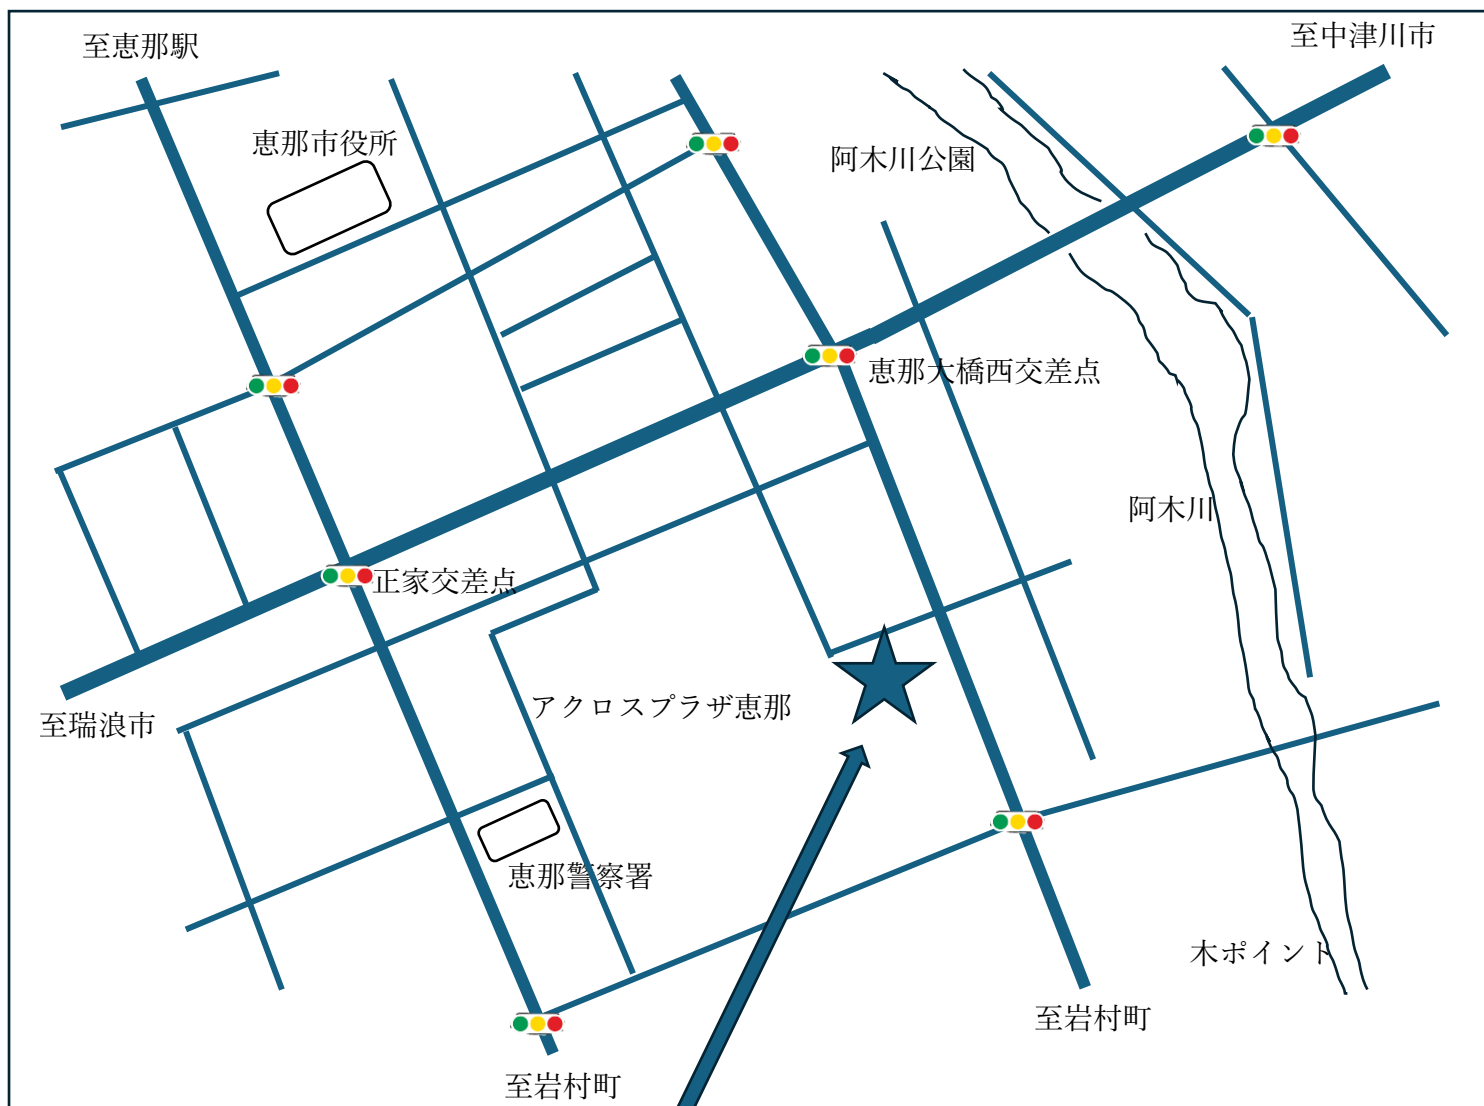 至中津川市
至恵那駅
恵那市役所
阿木川公園
恵那大橋西交差点
阿木川
正家交差点
アクロスプラザ恵那
至瑞浪市
恵那警察署
木ポイント
至岩村町
至岩村町